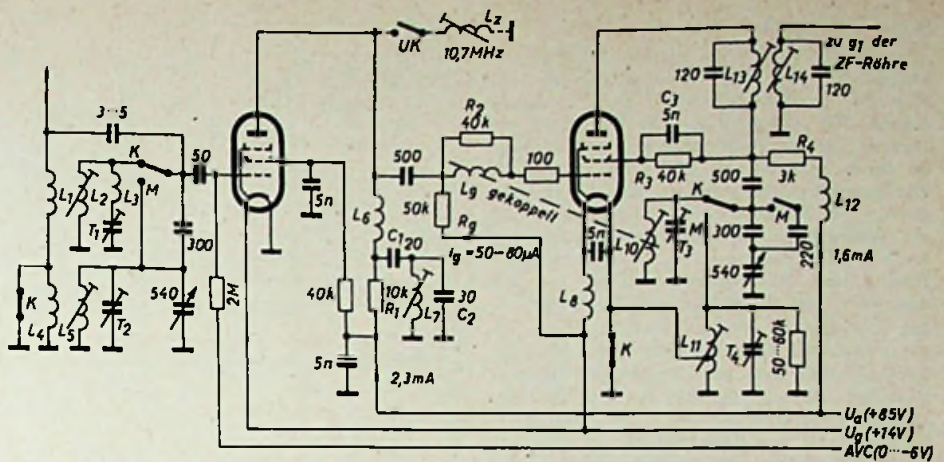 UK
Lz
10,7MHz
zu g1 der
ZF-Röhre
120
L13
L14
120
3···5
K
50
M
L1
L2
L3
T1
300
5n
R2
40k
500
Lg
gekoppelt
100
50k
Rg
ig = 50–80µA
C3
5n
R3
40k
500
R4
3k
L12
K
M
M
300
220
540
1,6mA
L10
T3
5n
L8
K
L6
C1
20
10k
R1
L7
30
C2
40k
5n
2,3mA
K
L4
L5
T2
540
2M
L11
T4
50···60k
Ua (+85V)
Ug (+14V)
AVC(0···–6V)